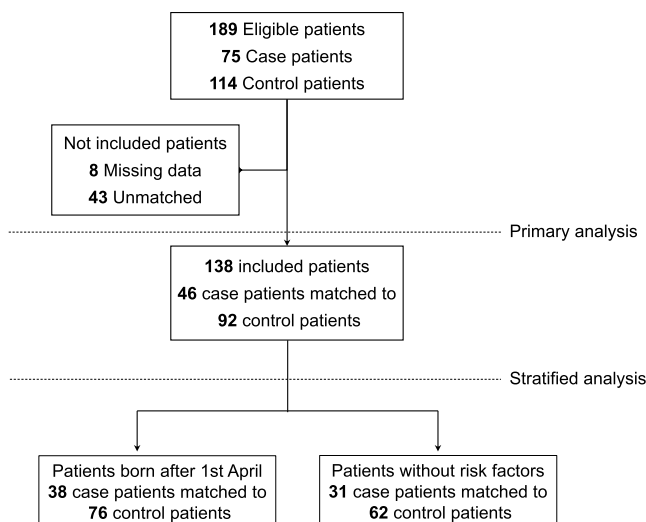 189 Eligible patients
75 Case patients
114 Control patients
Not included patients
8 Missing data
43 Unmatched
Primary analysis
138 included patients
46 case patients matched to
92 control patients
Stratified analysis
Patients born after 1st April
38 case patients matched to
76 control patients
Patients without risk factors
31 case patients matched to
62 control patients